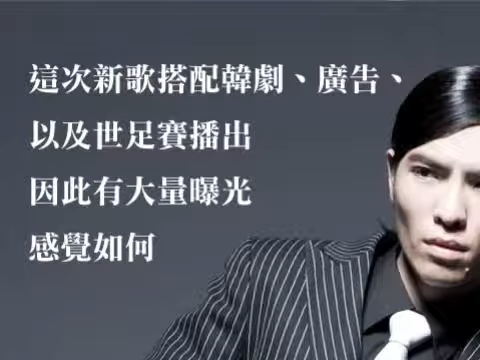 這次新歌搭配韓劇、廣告、
以及世足賽播出
因此有大量曝光
感覺如何